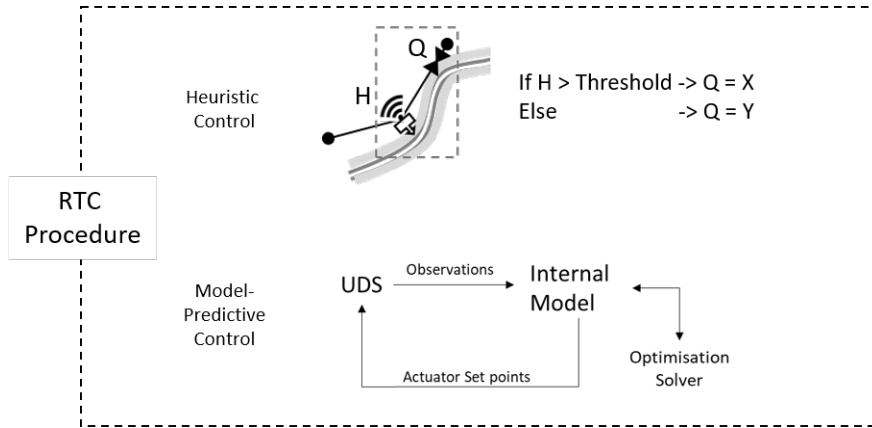 Q
H
Heuristic
Control
If H > Threshold -> Q = X
Else -> Q = Y
RTC
Procedure
Model-
Predictive
Control
UDS
Observations
Internal
Model
Actuator Set points
Optimisation
Solver